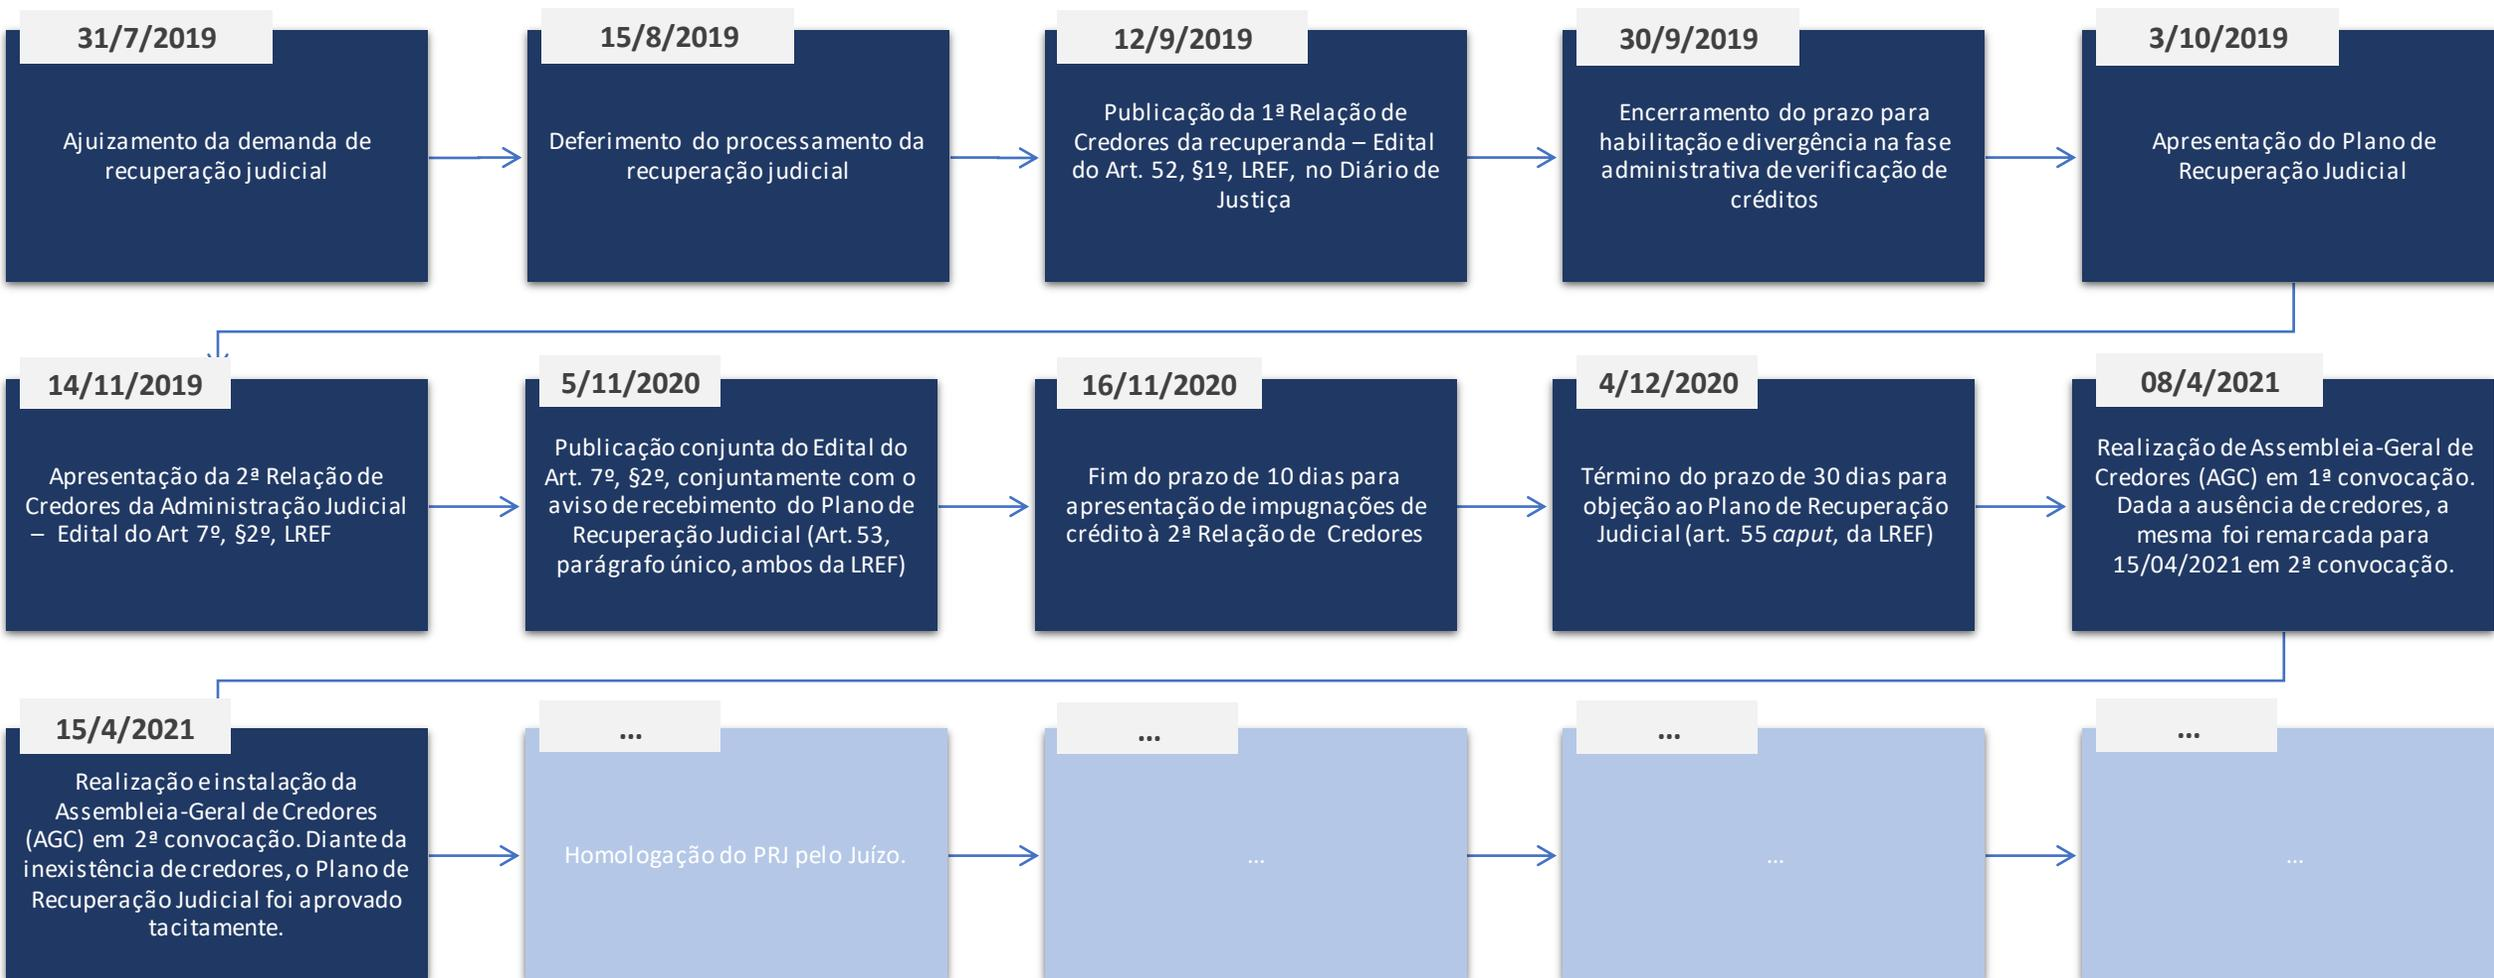 31/7/2019
Ajuizamento da demanda de
recuperação judicial
15/8/2019
Deferimento do processamento da
recuperação judicial
12/9/2019
Publicação da 1ª Relação de
Credores da recuperanda – Edital
do Art. 52, §1º, LREF, no Diário de
Justiça
30/9/2019
Encerramento do prazo para
habilitação e divergência na fase
administrativa de verificação de
créditos
3/10/2019
Apresentação do Plano de
Recuperação Judicial
14/11/2019
Apresentação da 2ª Relação de
Credores da Administração Judicial
– Edital do Art 7º, §2º, LREF
5/11/2020
Publicação conjunta do Edital do
Art. 7º, §2º, conjuntamente com o
aviso de recebimento do Plano de
Recuperação Judicial (Art. 53,
parágrafo único, ambos da LREF)
16/11/2020
Fim do prazo de 10 dias para
apresentação de impugnações de
crédito à 2ª Relação de Credores
4/12/2020
Término do prazo de 30 dias para
objeção ao Plano de Recuperação
Judicial (art. 55 caput, da LREF)
08/4/2021
Realização de Assembleia-Geral de
Credores (AGC) em 1ª convocação.
Dada a ausência de credores, a
mesma foi remarcada para
15/04/2021 em 2ª convocação.
15/4/2021
Realização e instalação da
Assembleia-Geral de Credores
(AGC) em 2ª convocação. Diante da
inexistência de credores, o Plano de
Recuperação Judicial foi aprovado
tacitamente.
...
Homologação do PRJ pelo Juízo.
...
...
...
...
...
...